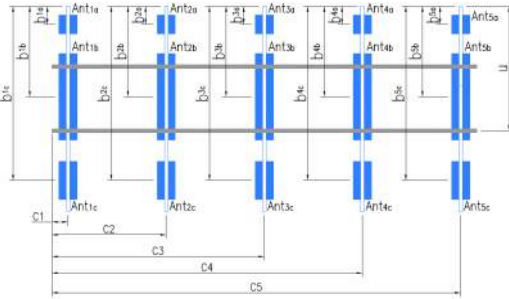 b1a Ant1a b2a Ant2a b3a Ant3a b4a Ant4a b5a Ant5a
b1b Ant1b b2b Ant2b b3b Ant3b b4b Ant4b b5b Ant5b
b1c b2c b3c b4c b5c
Ant1c Ant2c Ant3c Ant4c Ant5c
C1
C2
C3
C4
C5